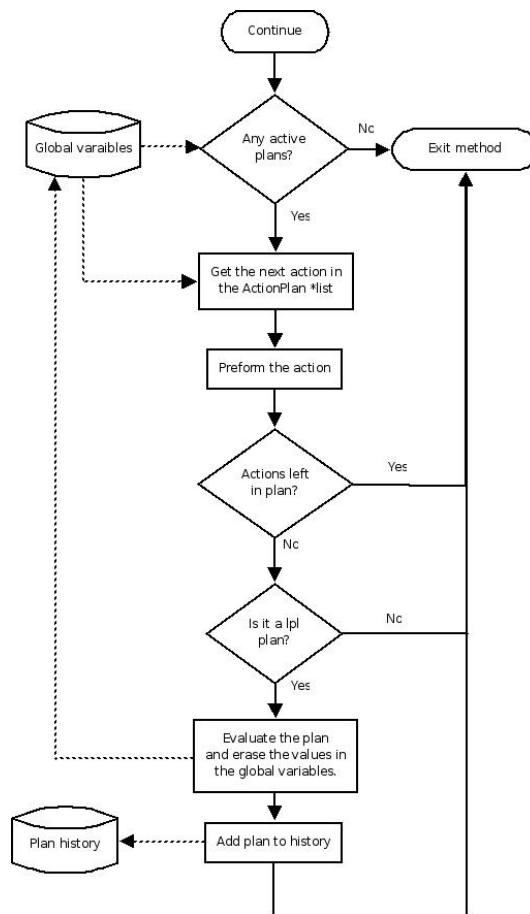 Continue
Nc
Any active
plans?
Global varaibles
Exit method
Yes
Get the next action in
the ActionPlan *list
Preform the action
Actions left
in plan?
Yes
Nc
Is it a lpl
plan?
Nc
Yes
Evaluate the plan
and erase the values in
the global variables.
Plan history
Add plan to history